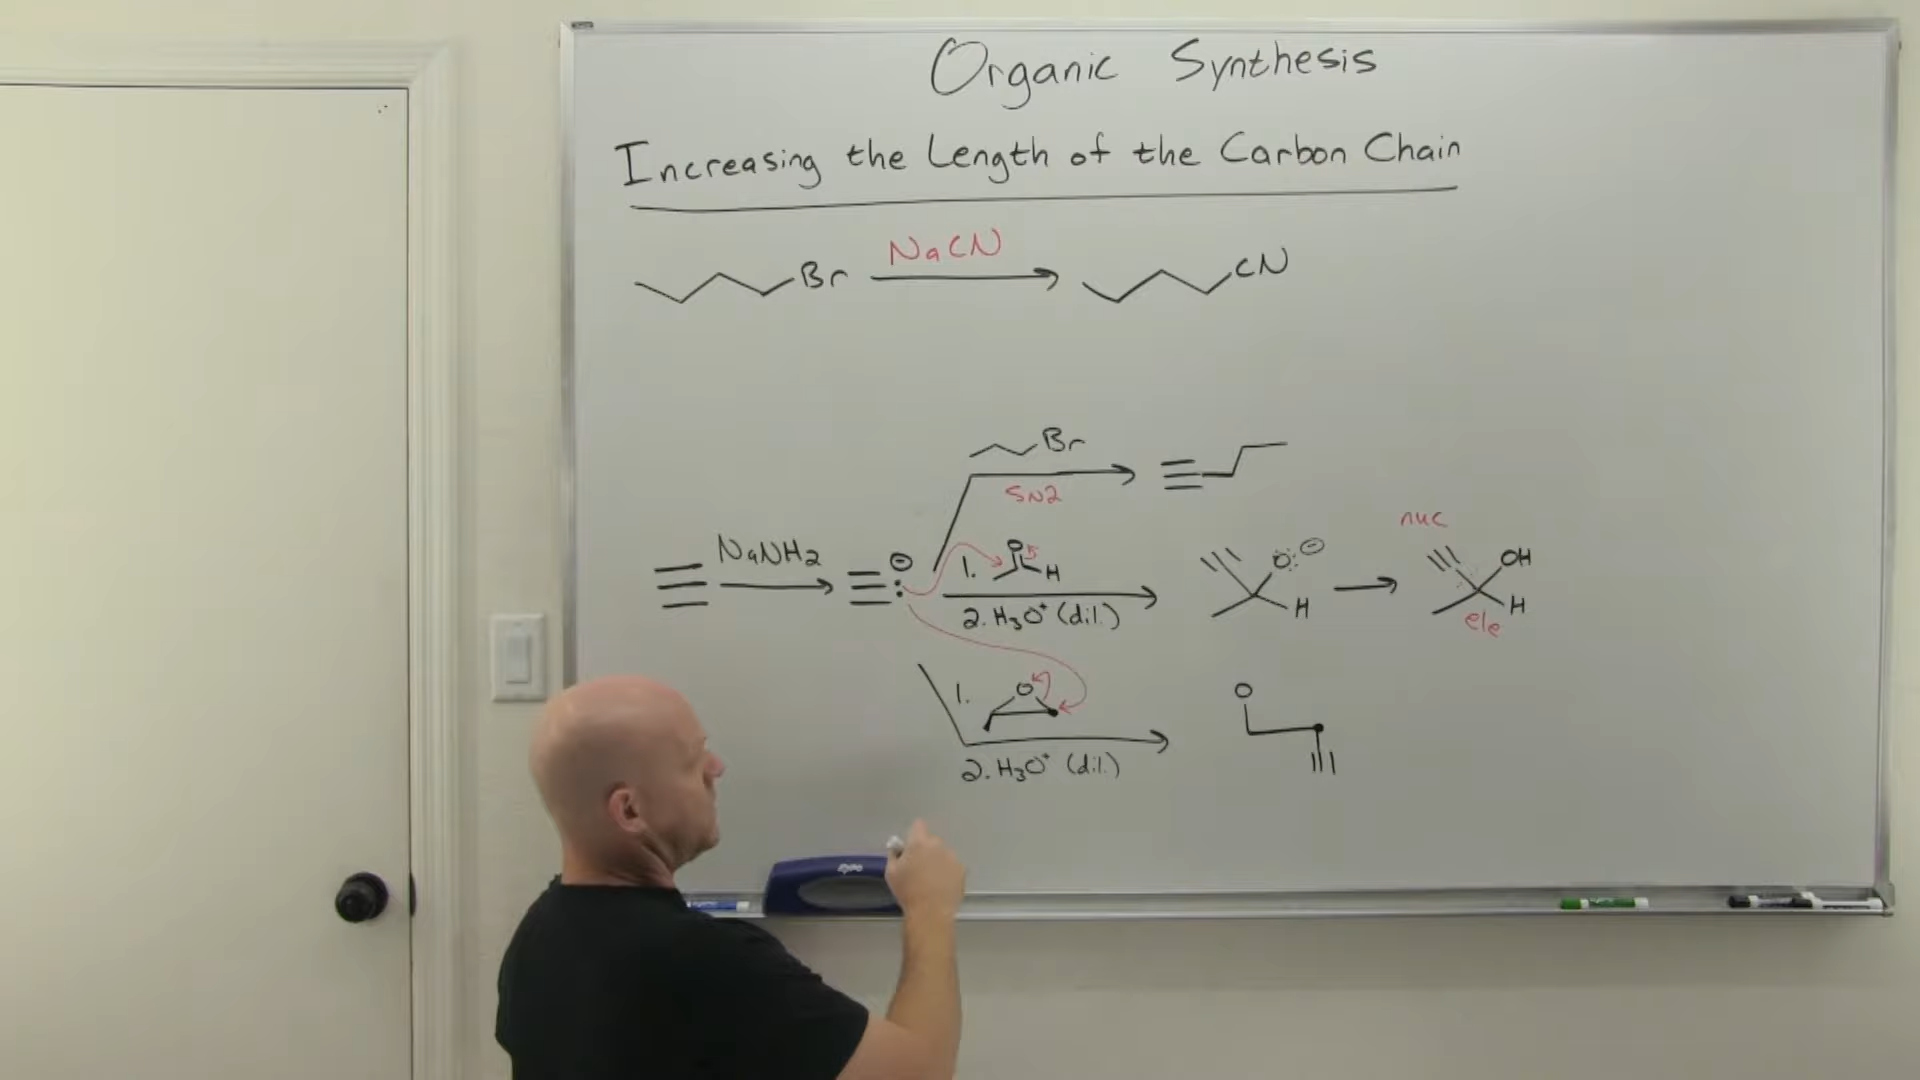 Organic Synthesis
Increasing the Length of the Carbon Chain
NaCN
Br
CN
Br
SN2
nuc
NaNH2
⊖
1. O H
O:⊖
H
OH
H
2. H3O+ (dil.)
ele
1. O
O
2. H3O+ (dil.)
expo